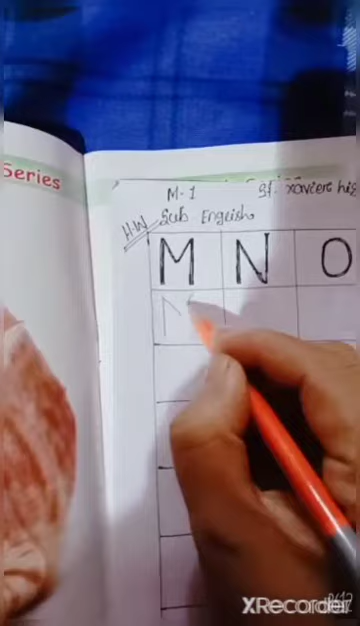 Series
M-1 St. xavier hig
H.W Sub English
M N O
XRecorder